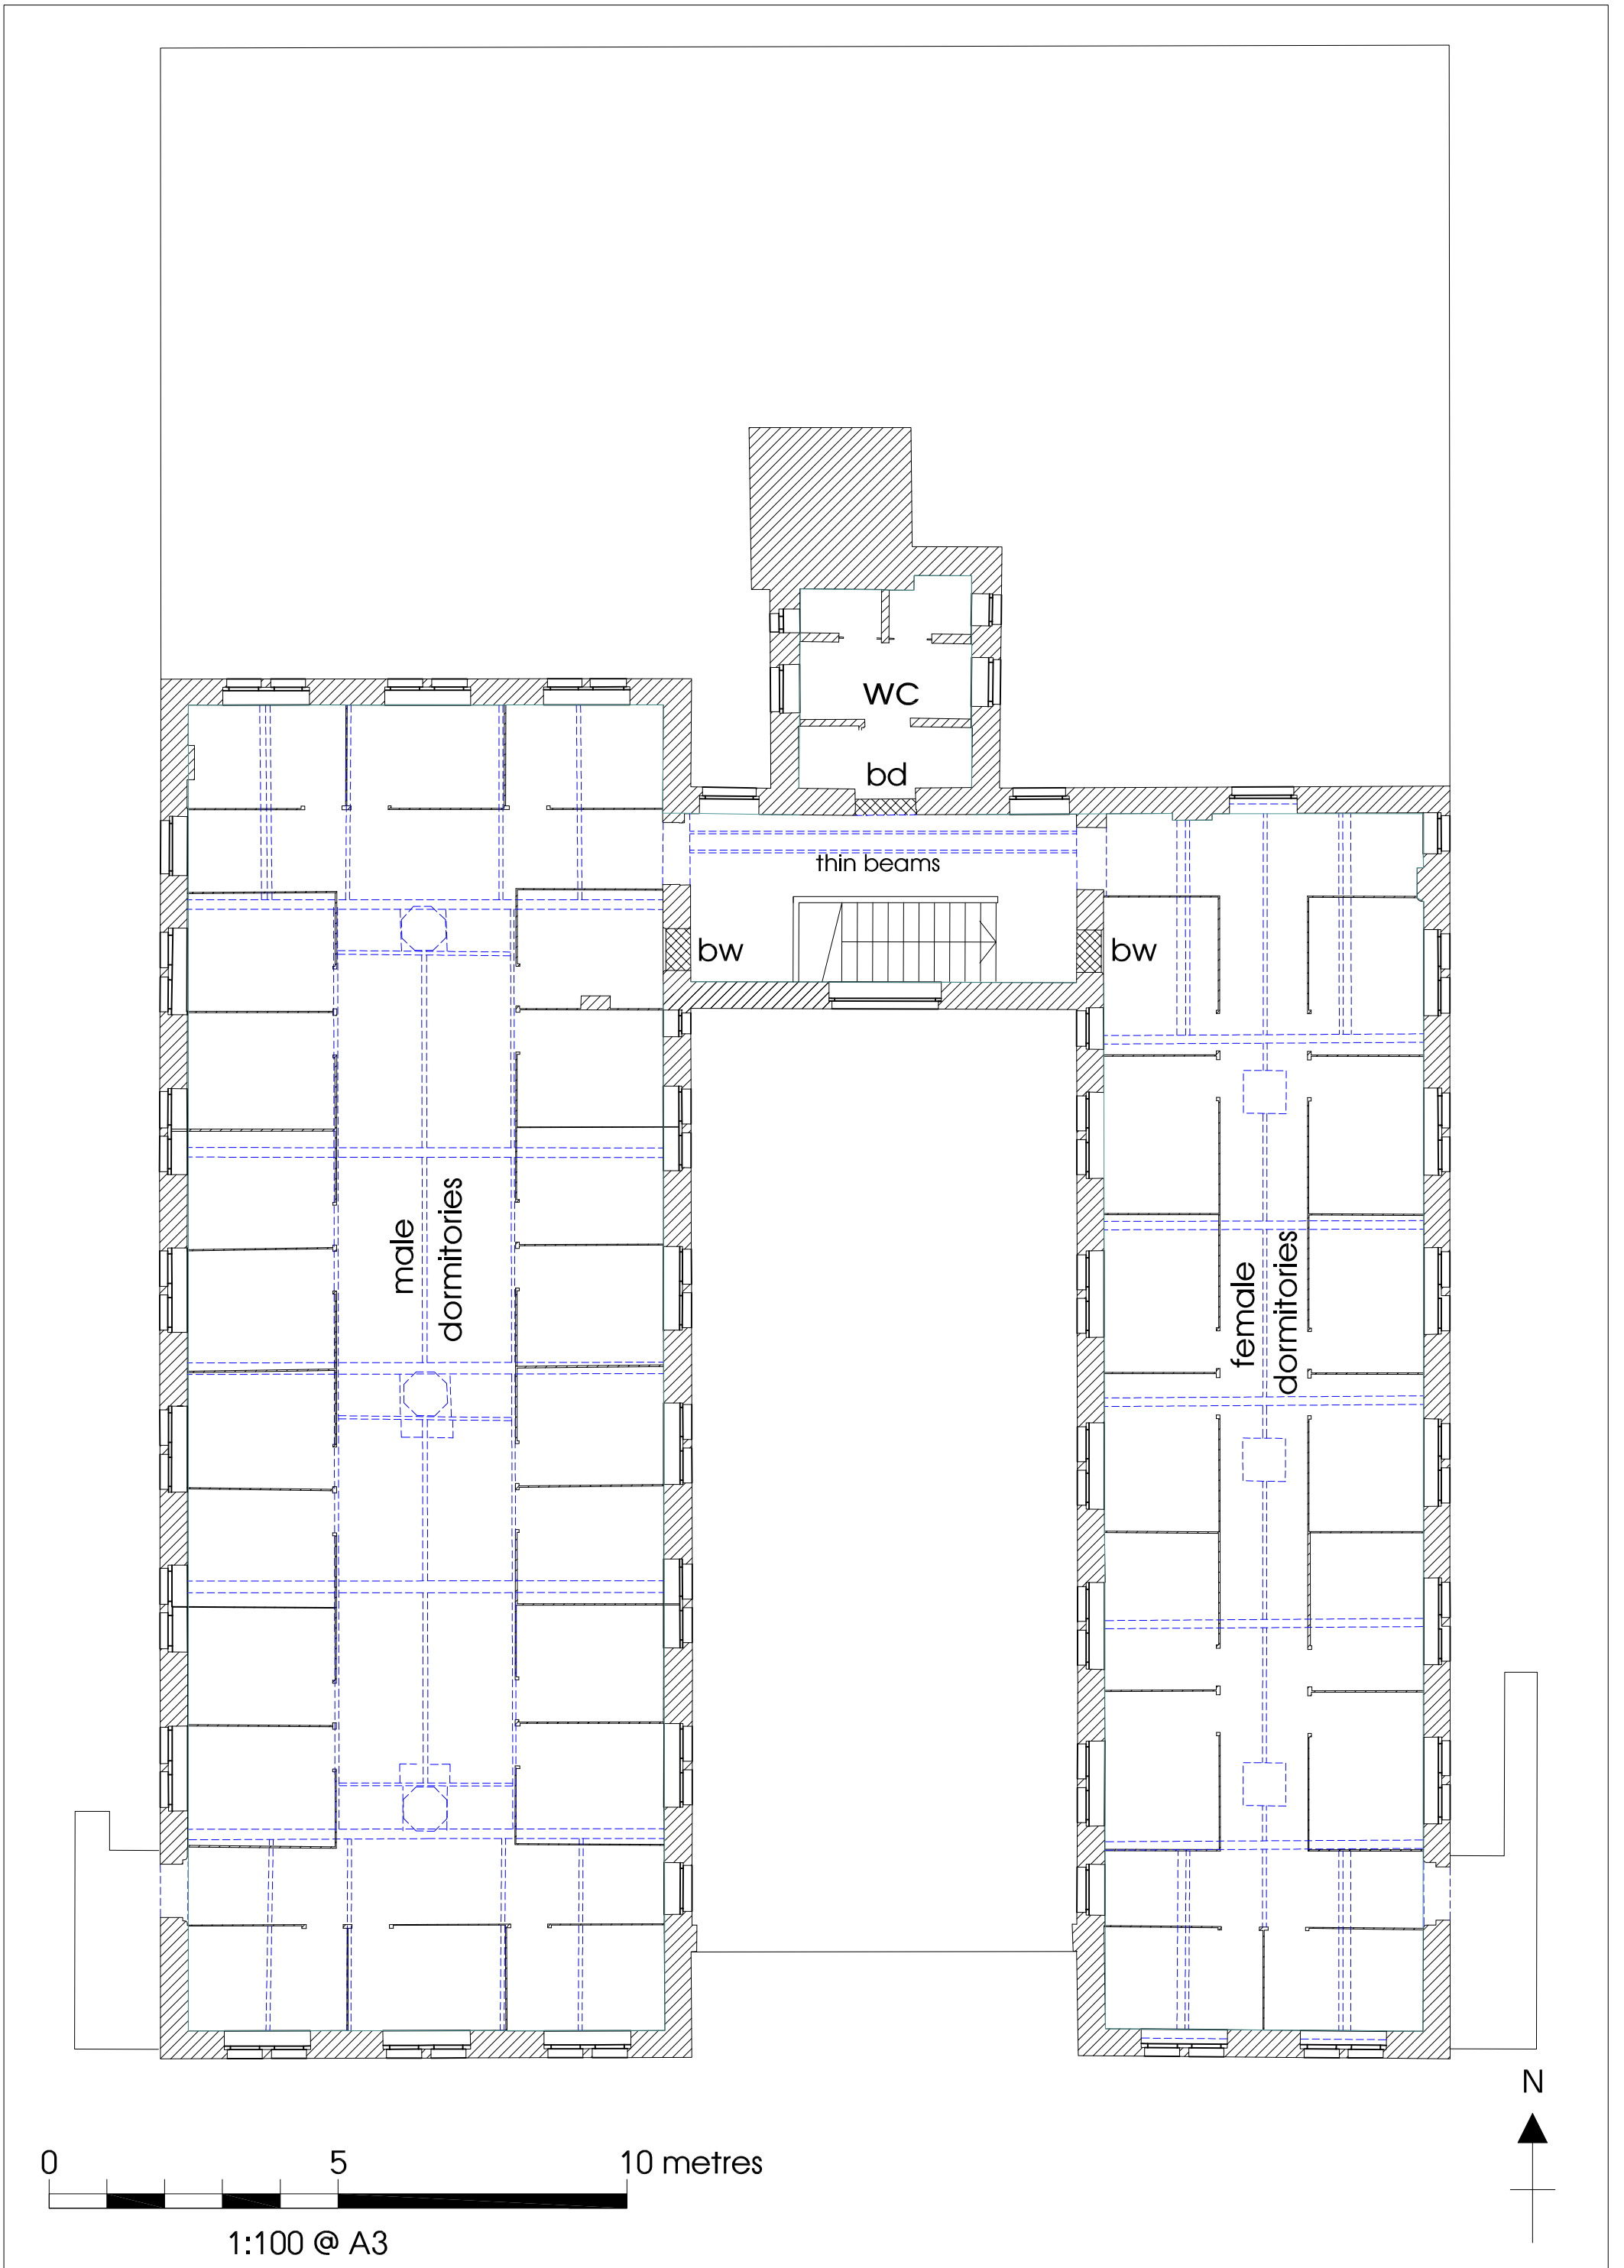 WC
bd
thin beams
bw
bw
male
dormitories
female
dormitories
N
0 5 10 metres
1:100 @ A3